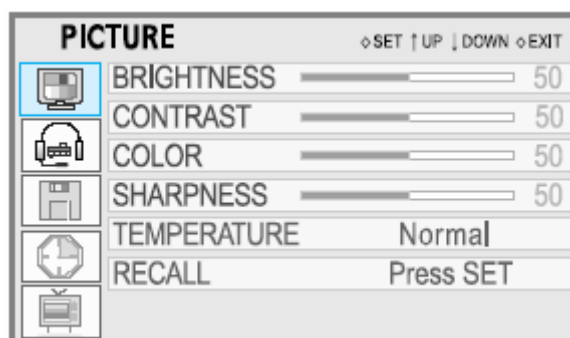 PICTURE ◇SET ↑UP ↓DOWN ◇EXIT
BRIGHTNESS 50
CONTRAST 50
COLOR 50
SHARPNESS 50
TEMPERATURE Normal
RECALL Press SET